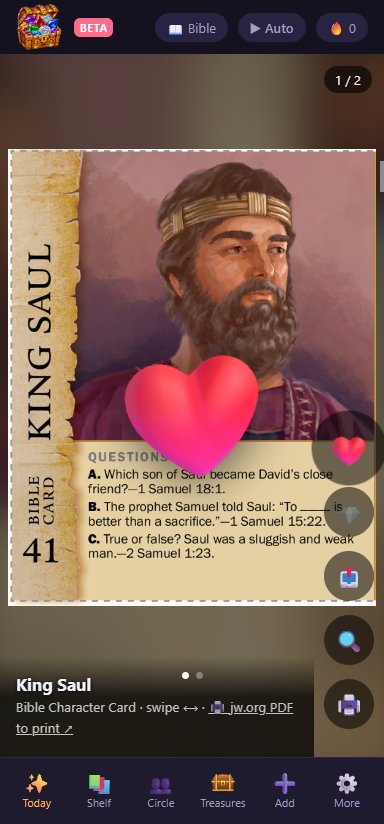 BETA
Bible
Auto
0
1 / 2
KING SAUL
BIBLE
CARD
41
QUESTIONS
A. Which son of Saul became David's close
friend?—1 Samuel 18:1.
B. The prophet Samuel told Saul: “To _____ is
better than a sacrifice.”—1 Samuel 15:22.
C. True or false? Saul was a sluggish and weak
man.—2 Samuel 1:23.
King Saul
Bible Character Card · swipe ↔ · jw.org PDF
to print ↗
Today
Shelf
Circle
Treasures
Add
More